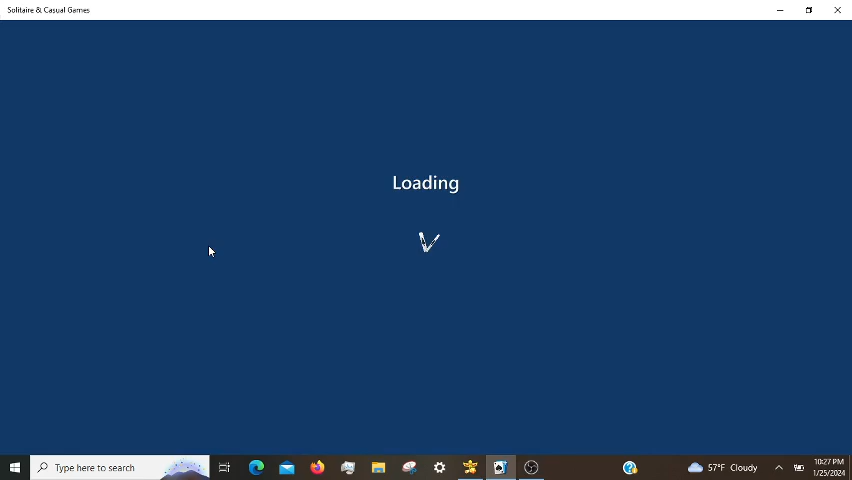 Solitaire & Casual Games
Loading
Type here to search
57°F Cloudy
10:27 PM
1/25/2024